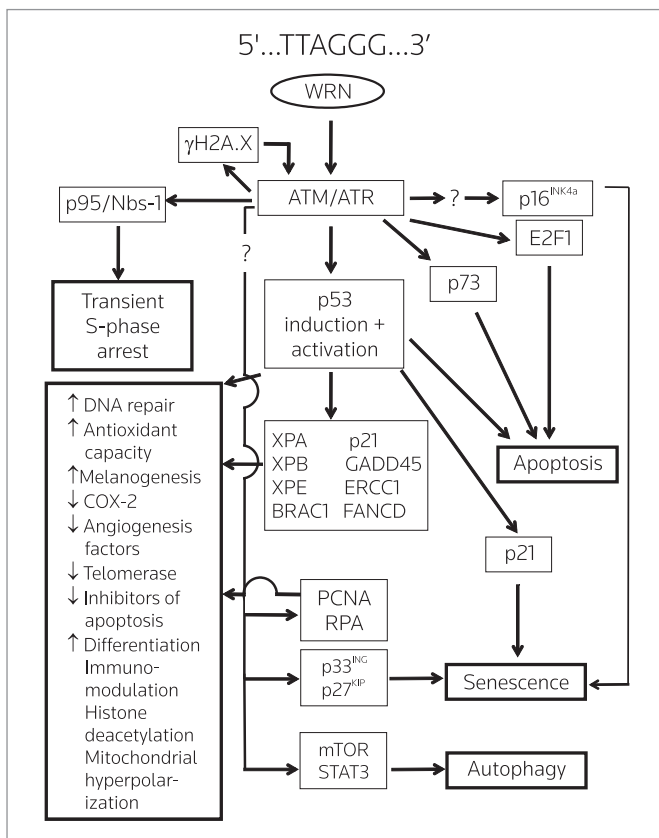 5'...TTAGGG...3′
WRN
γH2A.X
p95/Nbs-1
ATM/ATR
?
p16INK4a
E2F1
?
p73
Transient
S-phase
arrest
p53
induction +
activation
↑ DNA repair
↑ Antioxidant
capacity
↑Melanogenesis
↓ COX-2
↓ Angiogenesis
factors
↓ Telomerase
↓ Inhibitors of
apoptosis
↑ Differentiation
Immuno-
modulation
Histone
deacetylation
Mitochondrial
hyperpolar-
ization
XPA p21
XPB GADD45
XPE ERCC1
BRAC1 FANCD
Apoptosis
p21
PCNA
RPA
p33ING
p27KIP
Senescence
mTOR
STAT3
Autophagy